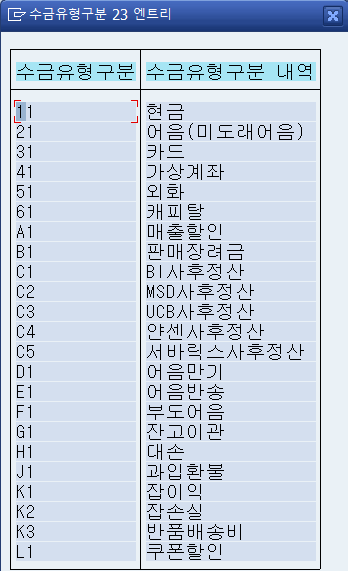 수금유형구분 23 엔트리
수금유형구분 수금유형구분 내역
11 현금
21 어음(미도래어음)
31 카드
41 가상계좌
51 외화
61 캐피탈
A1 매출할인
B1 판매장려금
C1 BI사후정산
C2 MSD사후정산
C3 UCB사후정산
C4 얀센사후정산
C5 서바릭스사후정산
D1 어음만기
E1 어음반송
F1 부도어음
G1 잔고이관
H1 대손
J1 과입환불
K1 잡이익
K2 잡손실
K3 반품배송비
L1 쿠폰할인